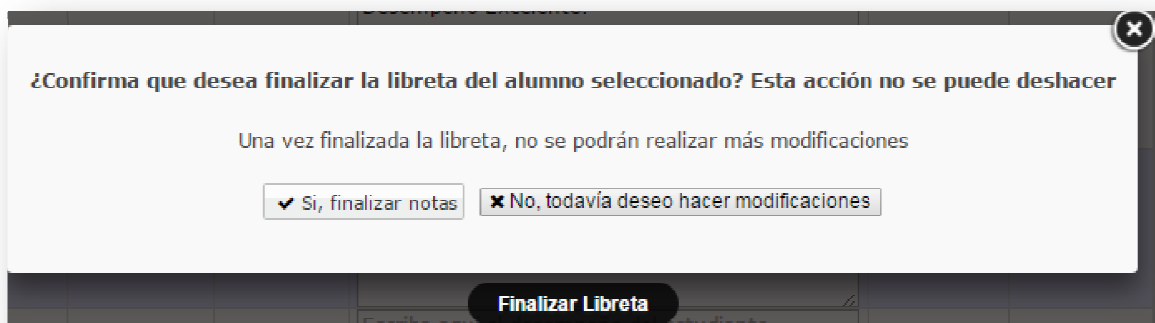 ¿Confirma que desea finalizar la libreta del alumno seleccionado? Esta acción no se puede deshacer
Una vez finalizada la libreta, no se podrán realizar más modificaciones
Si, finalizar notas
No, todavía deseo hacer modificaciones
Finalizar Libreta